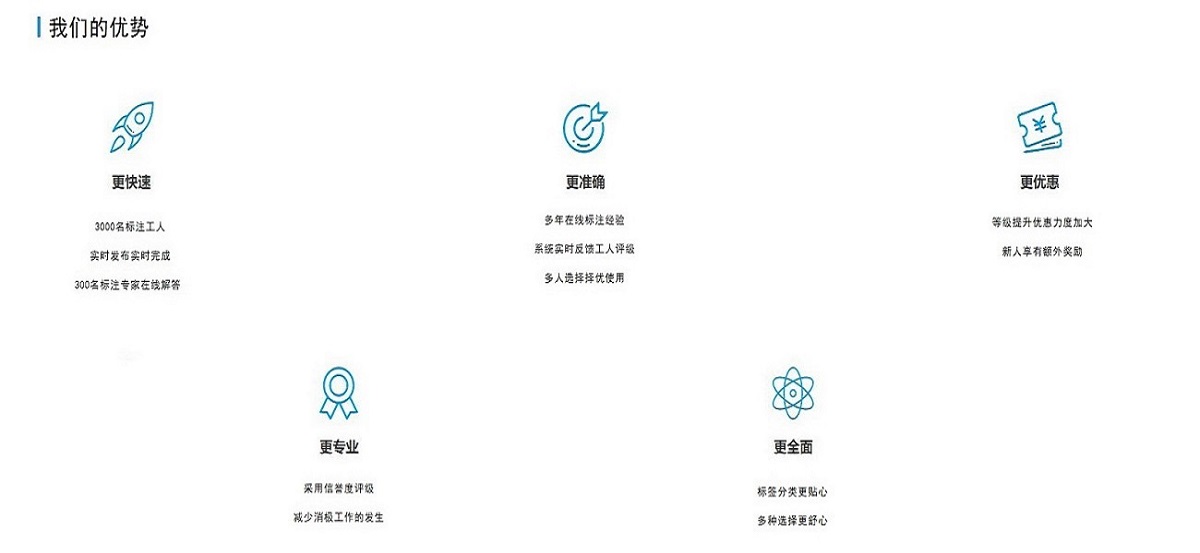 我们的优势
更快速
3000名标注工人
实时发布实时完成
300名标注专家在线解答
更准确
多年在线标注经验
系统实时反馈工人评级
多人选择择优使用
更优惠
等级提升优惠力度加大
新人享有额外奖励
更专业
采用信誉度评级
减少消极工作的发生
更全面
标签分类更贴心
多种选择更舒心